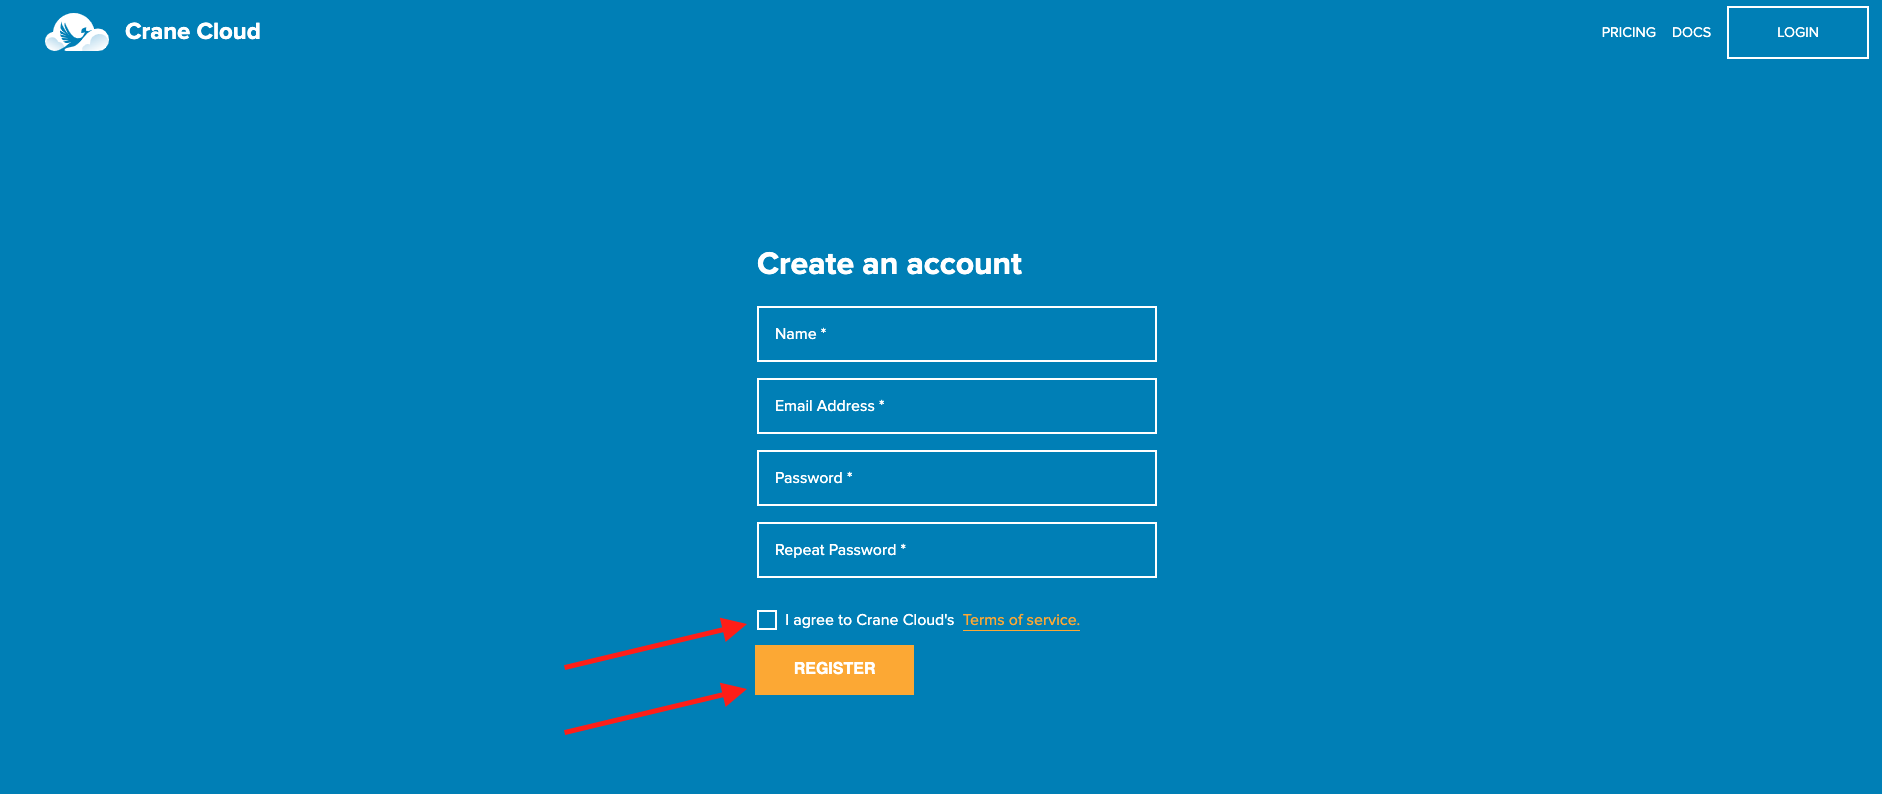 Crane Cloud
PRICING DOCS LOGIN
Create an account
Name *
Email Address *
Password *
Repeat Password *
I agree to Crane Cloud's Terms of service.
REGISTER